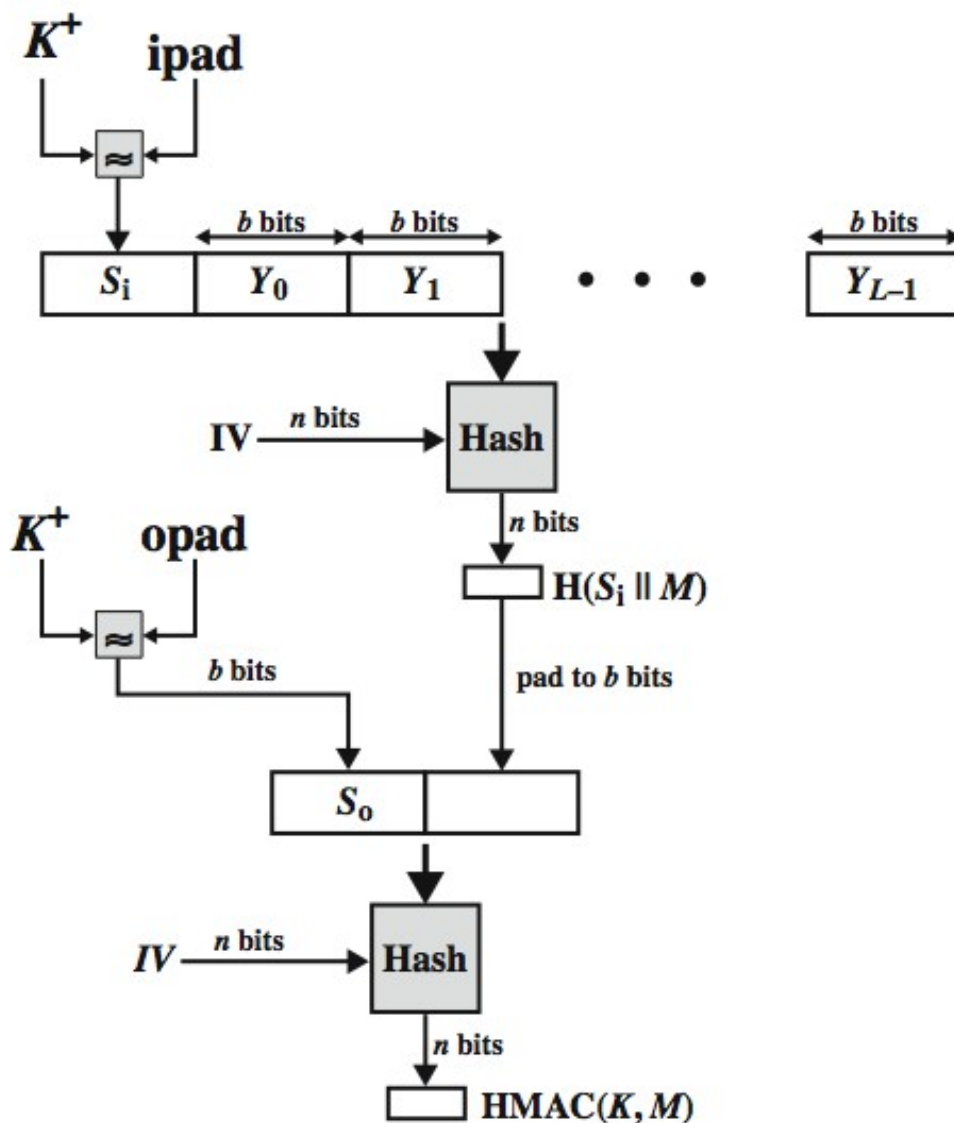 K+ ipad
≈
b bits b bits b bits
Si Y0 Y1 • • • YL–1
n bits
IV Hash
n bits
K+ opad
H(Si || M)
≈
b bits pad to b bits
So
n bits
IV Hash
n bits
HMAC(K, M)